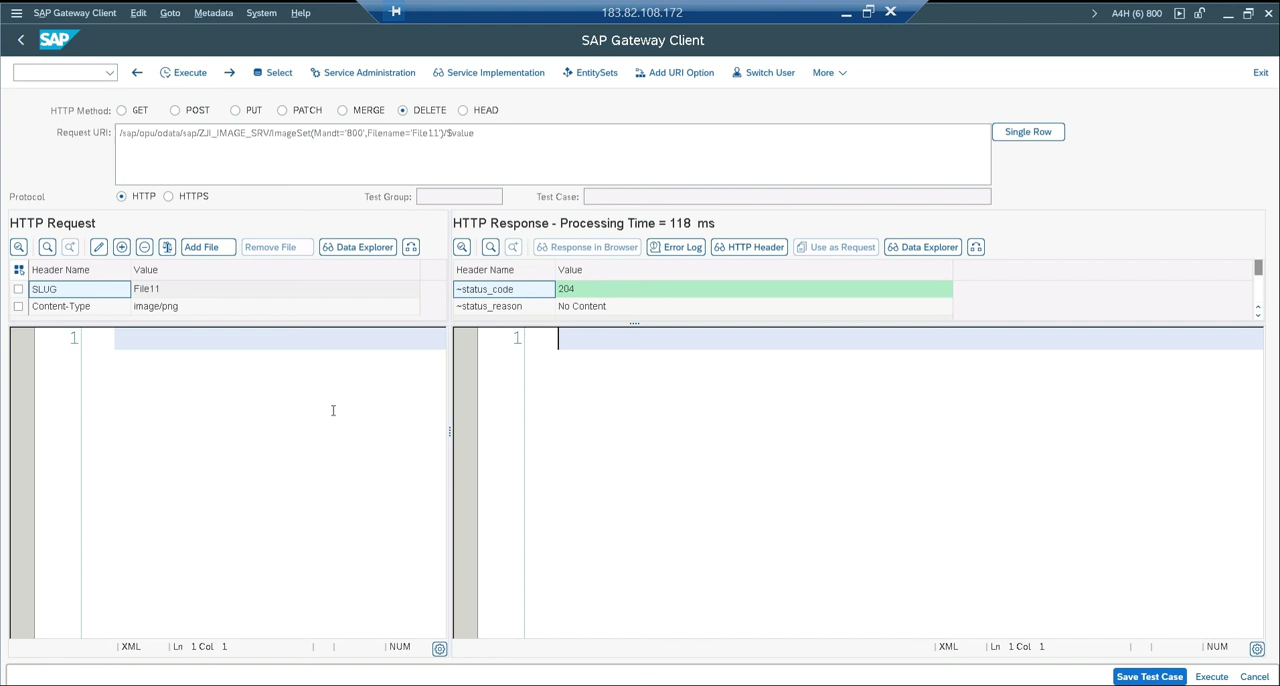 SAP Gateway Client Edit Goto Metadata System Help 183.82.108.172 A4H (6) 800
SAP SAP Gateway Client
Execute Select Service Administration Service Implementation EntitySets Add URI Option Switch User More Exit
HTTP Method: GET POST PUT PATCH MERGE DELETE HEAD
Request URI: /sap/opu/odata/sap/ZJI_IMAGE_SRV/ImageSet(Mandt='800',Filename='File11')/$value Single Row
Protocol HTTP HTTPS Test Group: Test Case:
HTTP Request HTTP Response - Processing Time = 118 ms
Add File Remove File Data Explorer Response in Browser Error Log HTTP Header Use as Request Data Explorer
Header Name Value Header Name Value
SLUG File11 ~status_code 204
Content-Type image/png ~status_reason No Content
1 1
XML Ln 1 Col 1 NUM XML Ln 1 Col 1 NUM
Save Test Case Execute Cancel